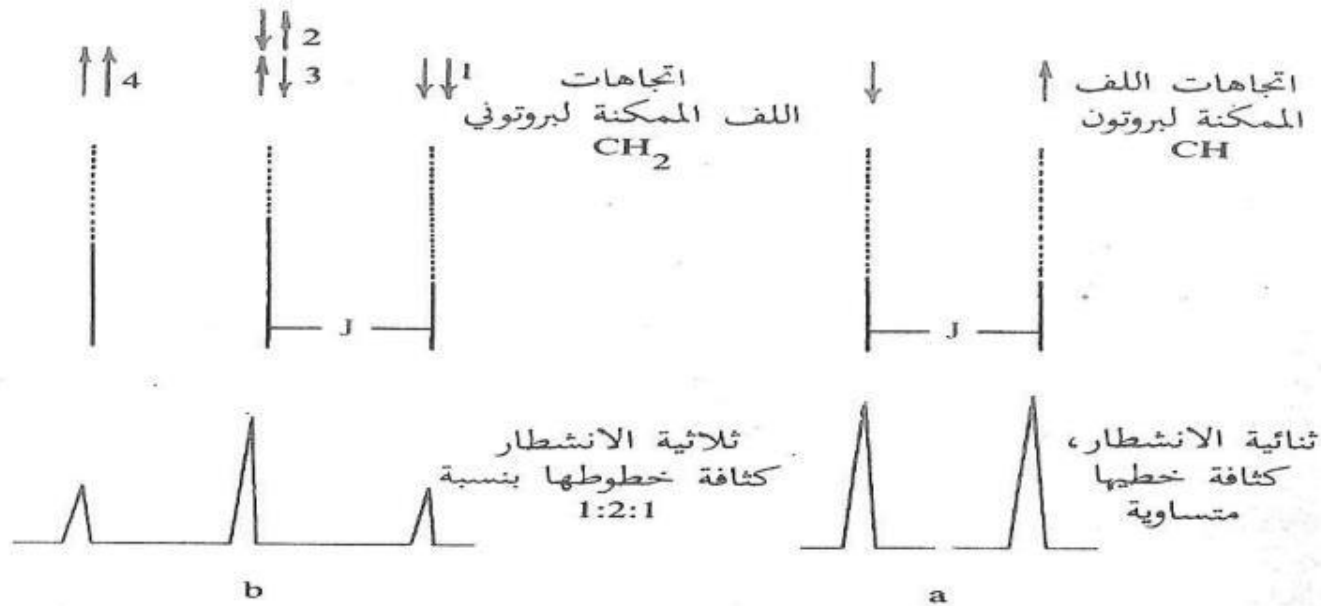 اتجاهات اللف
الممكنة لبروتون
CH
اتجاهات
اللف الممكنة لبروتوني
CH2
1
2
3
4
J
J
ثنائية الانشطار،
كثافة خطيها
متساوية
ثلاثية الانشطار
كثافة خطوطها بنسبة
1:2:1
a
b